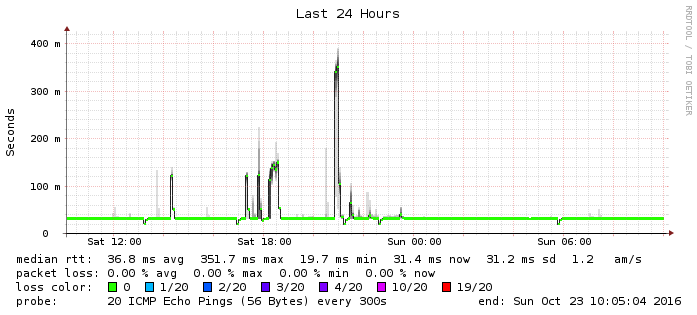 Last 24 Hours
RRDTOOL / TOBI OETIKER
Seconds
400 m
300 m
200 m
100 m
0
Sat 12:00 Sat 18:00 Sun 00:00 Sun 06:00
median rtt: 36.8 ms avg 351.7 ms max 19.7 ms min 31.4 ms now 31.2 ms sd 1.2 am/s
packet loss: 0.00 % avg 0.00 % max 0.00 % min 0.00 % now
loss color: 0 1/20 2/20 3/20 4/20 10/20 19/20
probe: 20 ICMP Echo Pings (56 Bytes) every 300s end: Sun Oct 23 10:05:04 2016